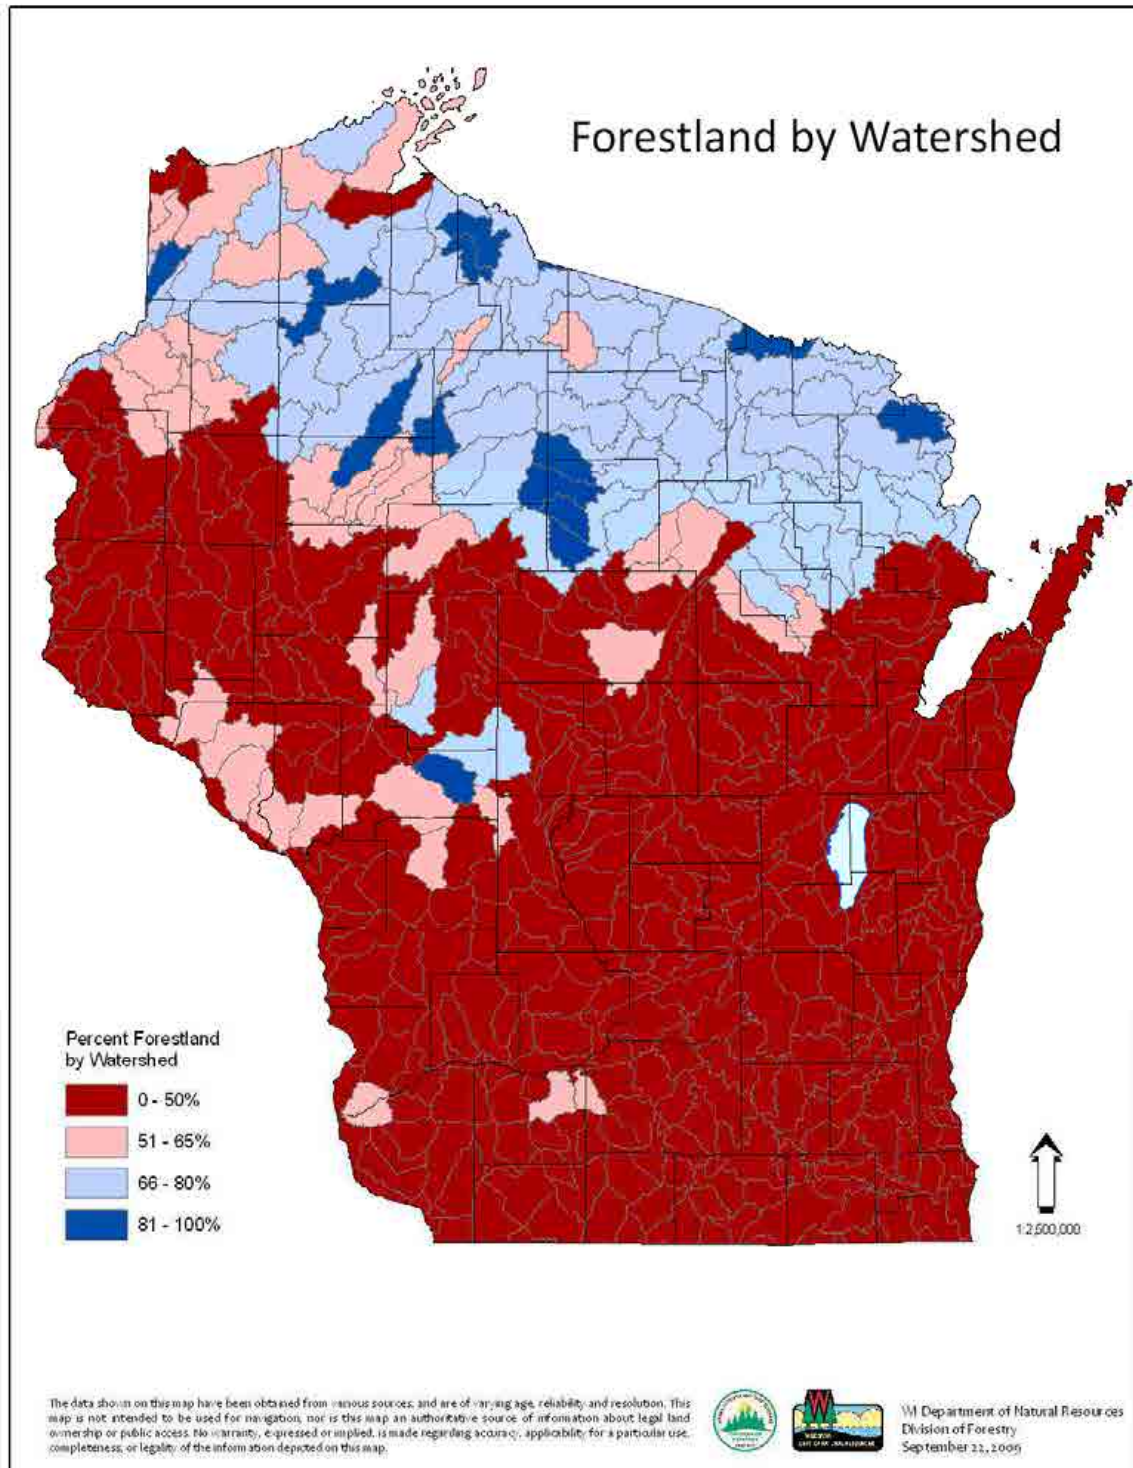 Forestland by Watershed
Percent Forestland
by Watershed
0 - 50%
51 - 65%
66 - 80%
81 - 100%
1:2,500,000
The data shown on this map have been obtained from various sources, and are of varying age, reliability and resolution. This
map is not intended to be used for navigation, nor is this map an authoritative source of information about legal land
ownership or public access. No warranty, expressed or implied, is made regarding accuracy, applicability for a particular use,
completeness, or legality of the information depicted on this map.
WISCONSIN
WI Department of Natural Resources
Division of Forestry
September 22, 2009